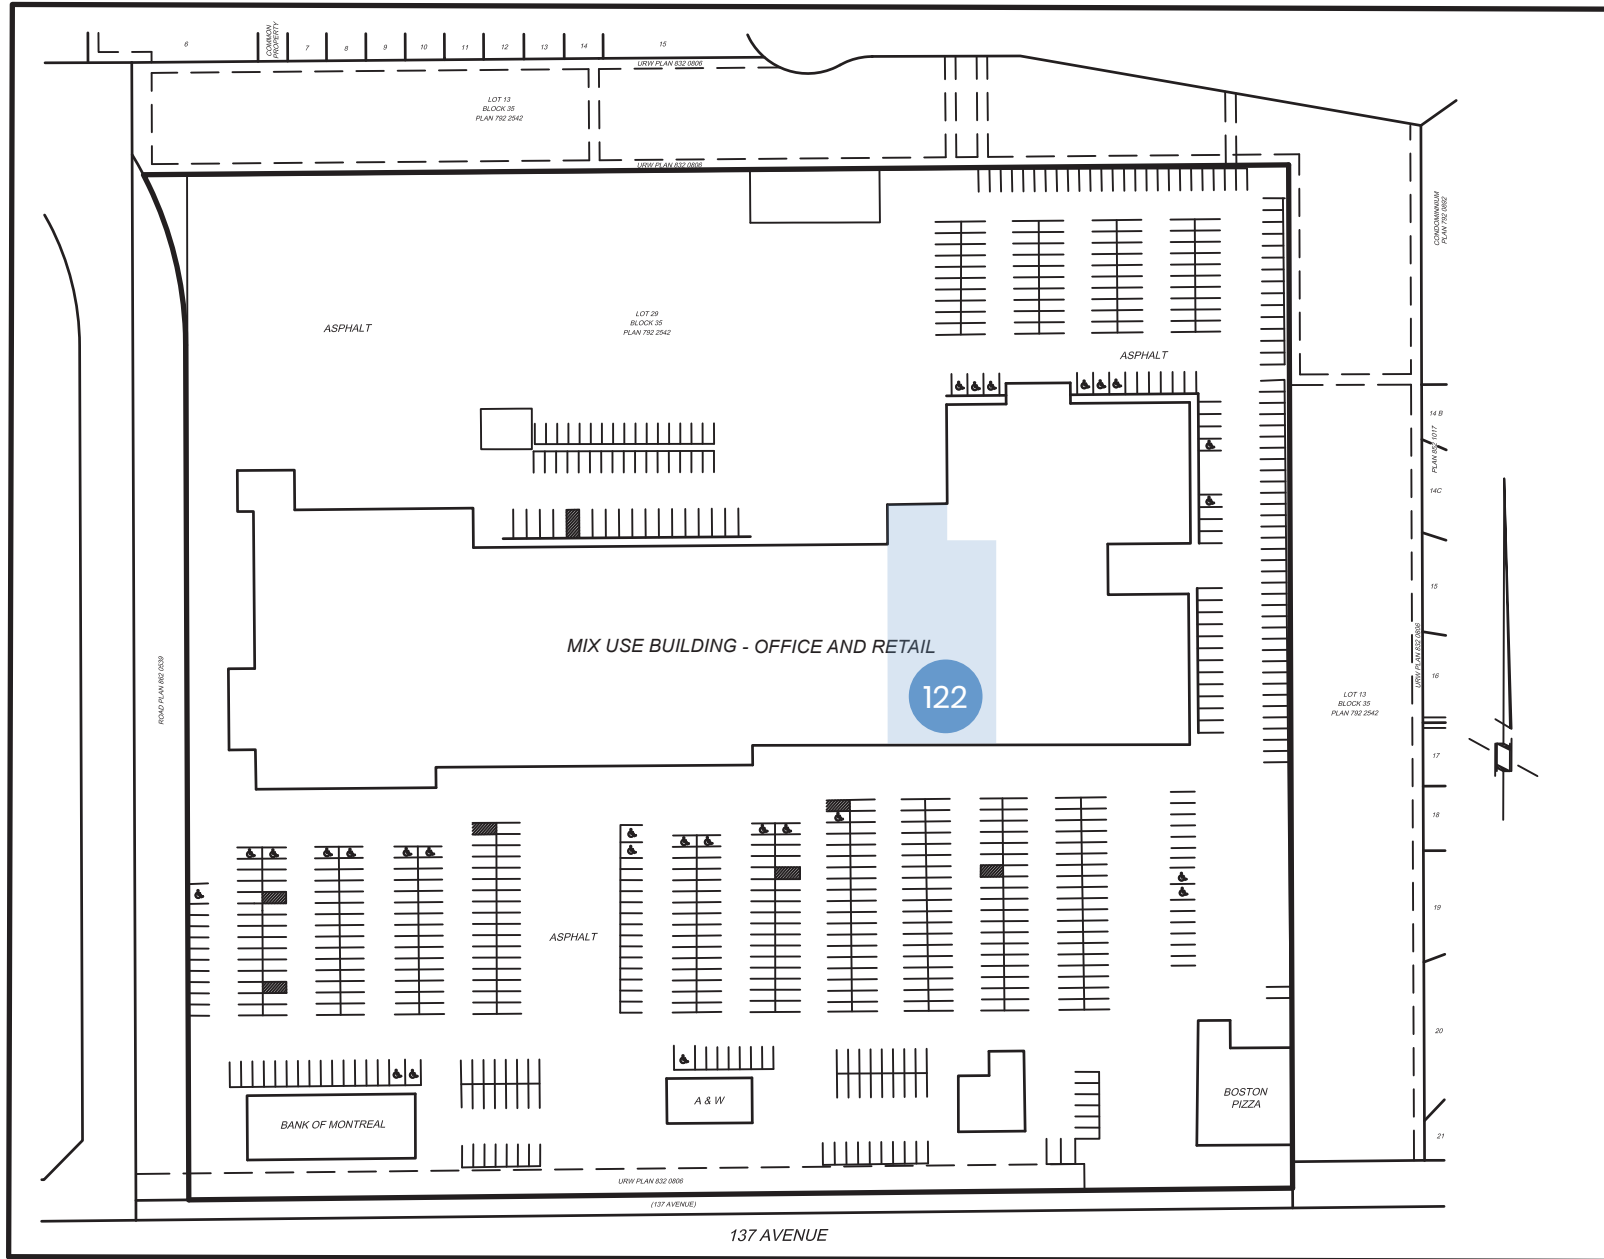 6
COMMON
PROPERTY
7
8
9
10
11
12
13
14
15
URW PLAN 832 0806
LOT 13
BLOCK 35
PLAN 792 2542
URW PLAN 832 0806
CONDOMINIUM
PLAN 792 0692
LOT 29
BLOCK 35
PLAN 792 2542
ASPHALT
ASPHALT
14 B
PLAN 852 1017
14C
15
MIX USE BUILDING - OFFICE AND RETAIL
122
ROAD PLAN 862 0539
URW PLAN 832 0806
16
LOT 13
BLOCK 35
PLAN 792 2542
17
18
19
ASPHALT
20
BANK OF MONTREAL
A & W
BOSTON
PIZZA
21
URW PLAN 832 0806
(137 AVENUE)
137 AVENUE